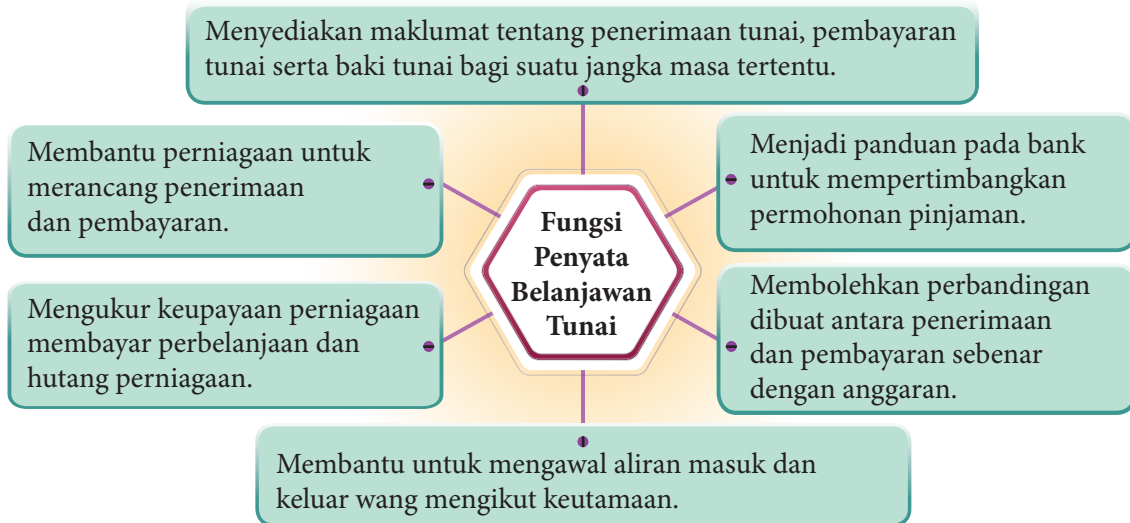 Menyediakan maklumat tentang penerimaan tunai, pembayaran
tunai serta baki tunai bagi suatu jangka masa tertentu.
Membantu perniagaan untuk
merancang penerimaan
dan pembayaran.
Menjadi panduan pada bank
untuk mempertimbangkan
permohonan pinjaman.
Fungsi
Penyata
Belanjawan
Tunai
Mengukur keupayaan perniagaan
membayar perbelanjaan dan
hutang perniagaan.
Membolehkan perbandingan
dibuat antara penerimaan
dan pembayaran sebenar
dengan anggaran.
Membantu untuk mengawal aliran masuk dan
keluar wang mengikut keutamaan.